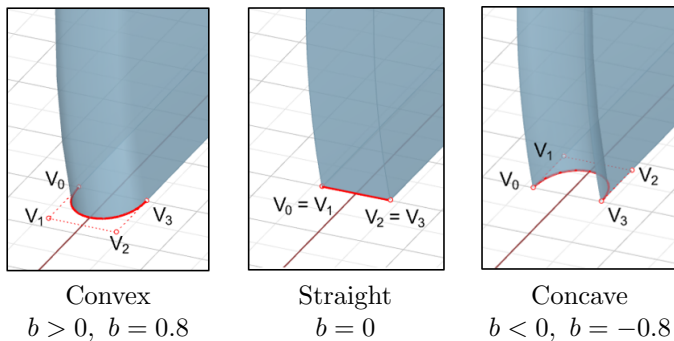 V₀
V₁
V₂
V₃
Convex
b > 0, b = 0.8
V₀ = V₁
V₂ = V₃
Straight
b = 0
V₁
V₀
V₂
V₃
Concave
b < 0, b = −0.8